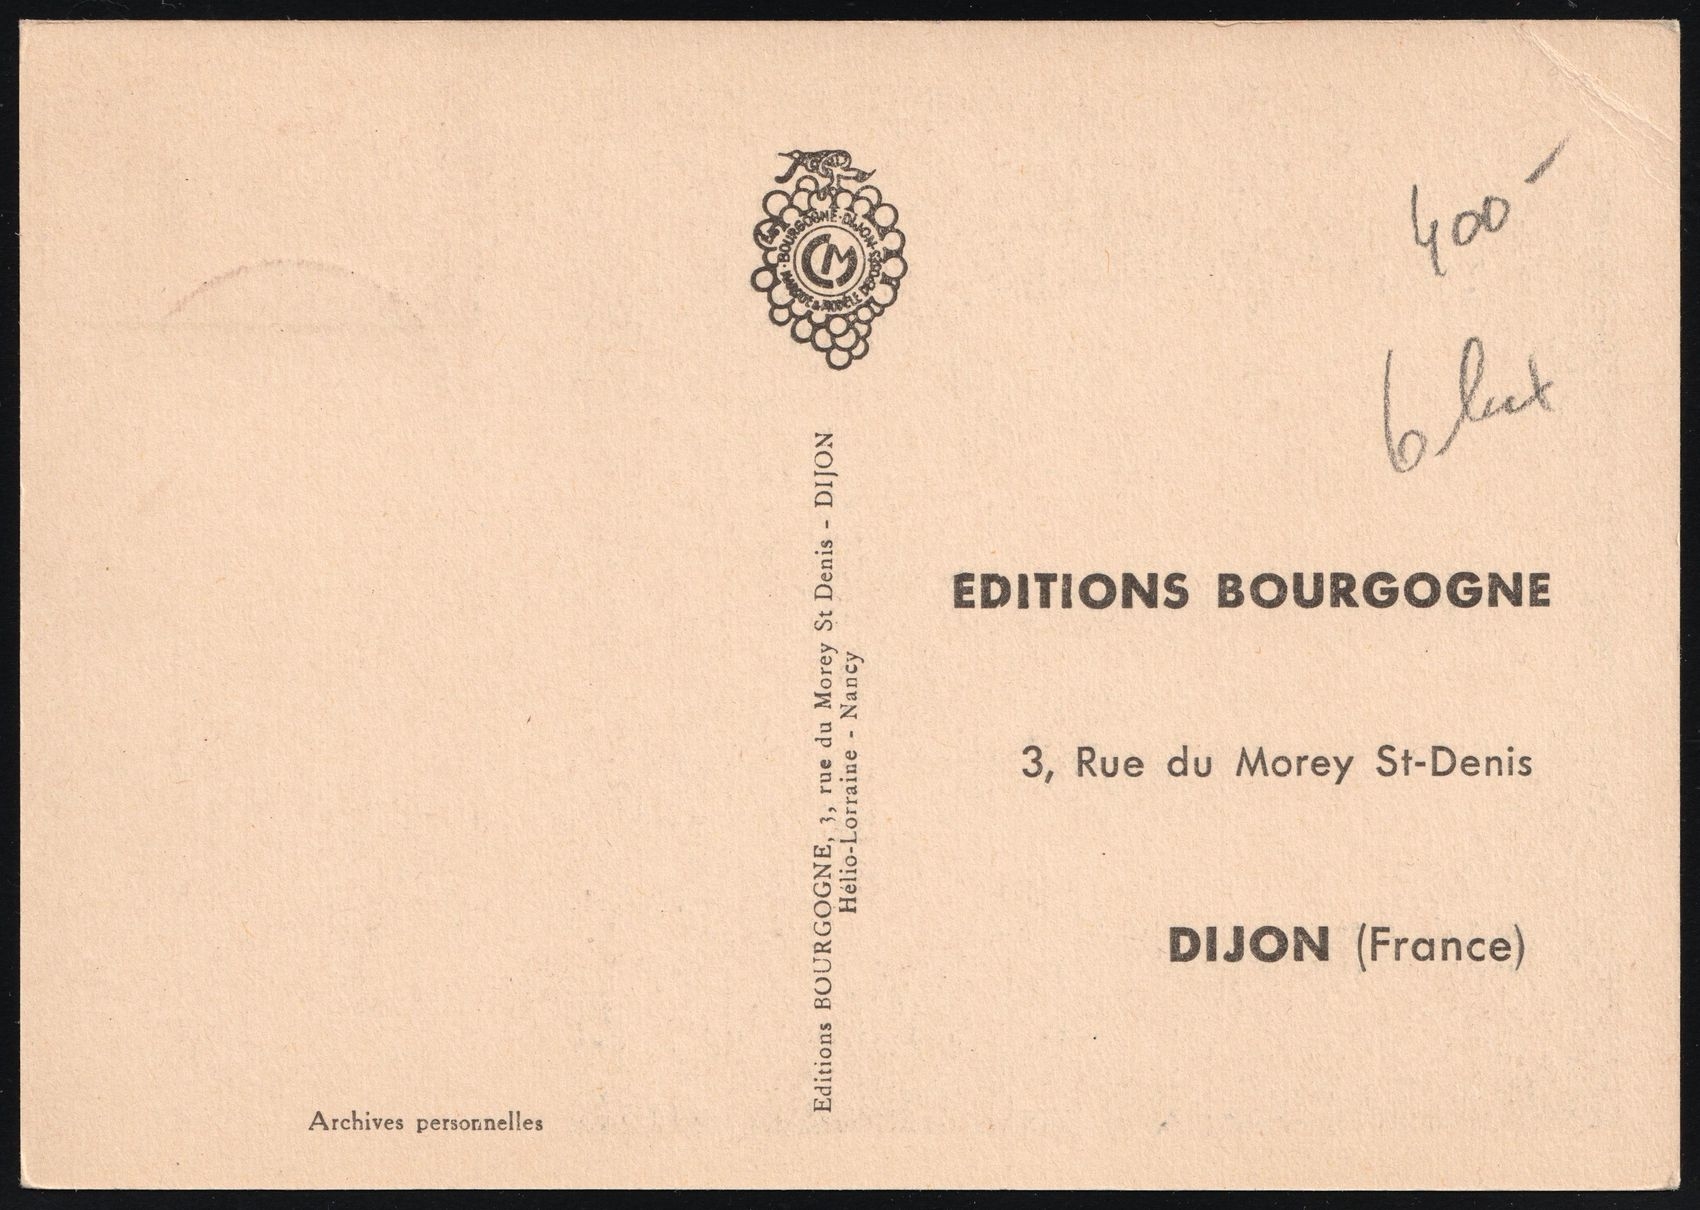 Eds BOURGOGNE·DIJON·
MARQUE & MODÈLE DÉPOSÉS
CM
400
EDITIONS BOURGOGNE
3, Rue du Morey St-Denis
DIJON (France)
Editions BOURGOGNE, 3, rue du Morey St Denis - DIJON
Hélio-Lorraine - Nancy
Archives personnelles